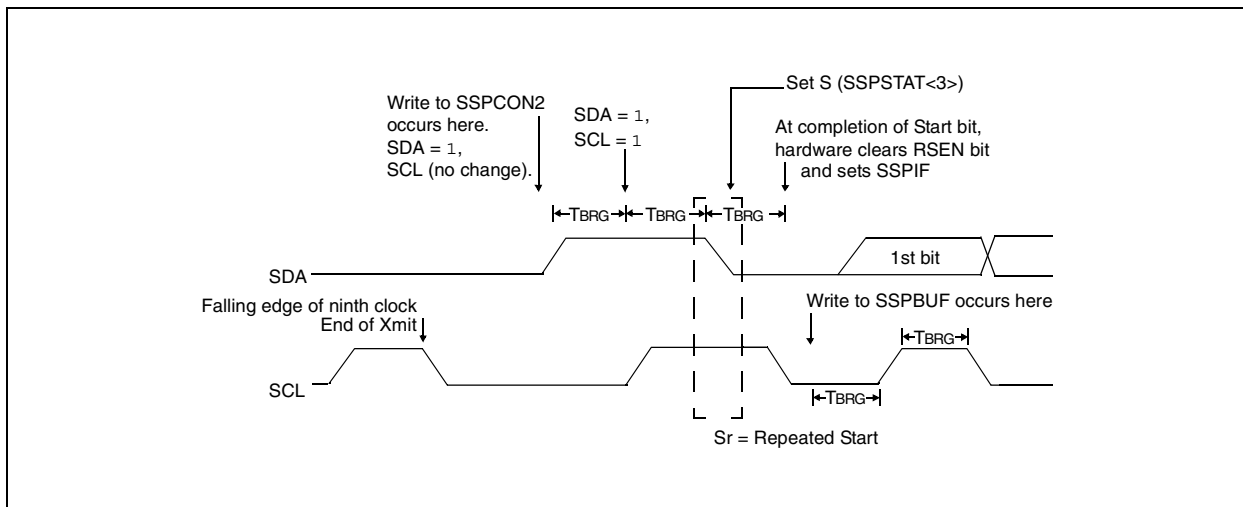 Set S (SSPSTAT<3>)
Write to SSPCON2
occurs here.
SDA = 1,
SCL (no change).
SDA = 1,
SCL = 1
At completion of Start bit,
hardware clears RSEN bit
and sets SSPIF
TBRG
TBRG
TBRG
SDA
1st bit
Falling edge of ninth clock
End of Xmit
Write to SSPBUF occurs here
TBRG
SCL
TBRG
Sr = Repeated Start